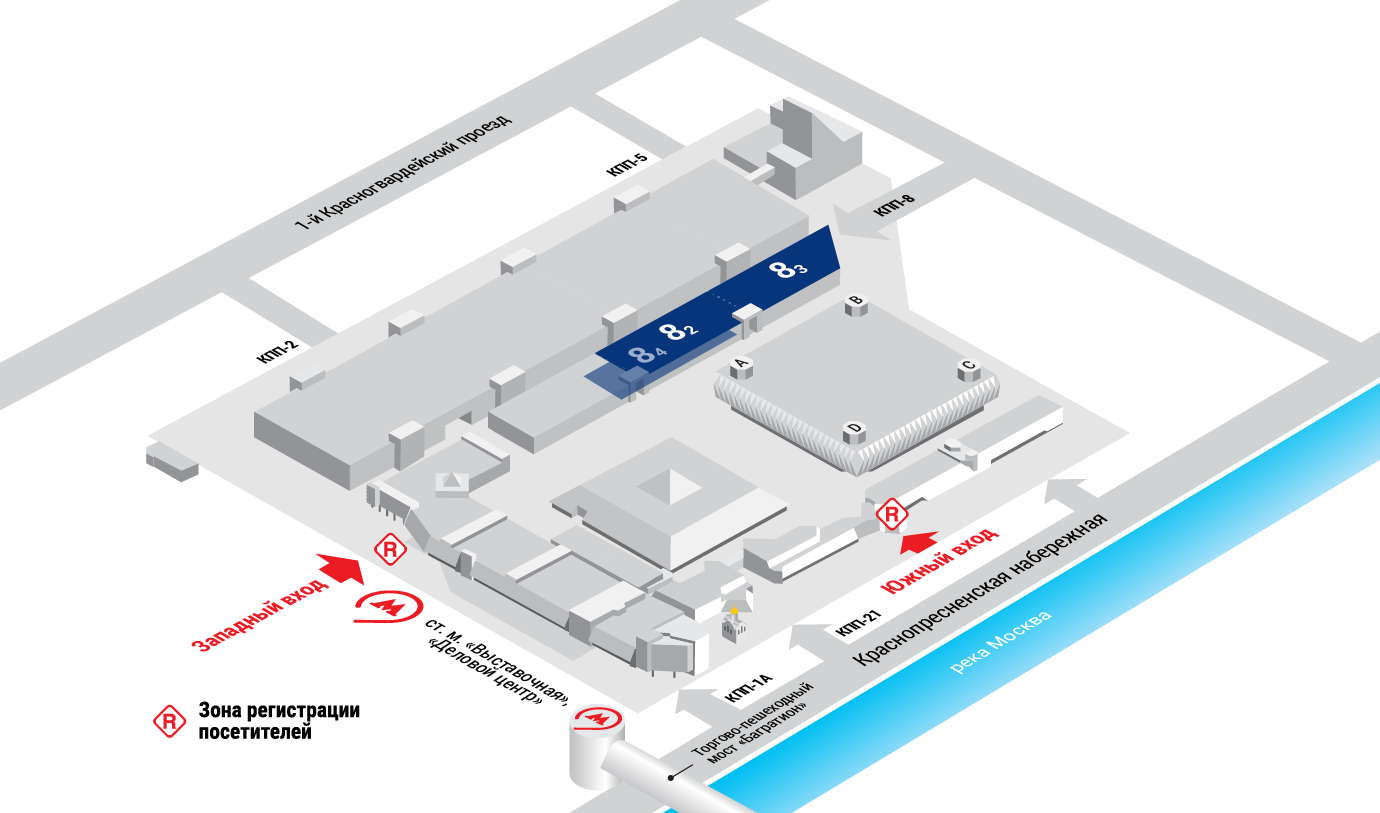 1-й Красногвардейский проезд
КПП-5
КПП-8
КПП-2
8₃
8₂
8₄
A
B
C
D
R
R
Западный вход
Южный вход
ст. м. «Выставочная»,
«Деловой центр»
КПП-21
КПП-1А
Краснопресненская набережная
река Москва
Торгово-пешеходный
мост «Багратион»
R
Зона регистрации
посетителей